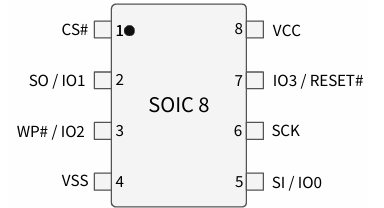 CS# 1 8 VCC
SO / IO1 2 7 IO3 / RESET#
SOIC 8
WP# / IO2 3 6 SCK
VSS 4 5 SI / IO0